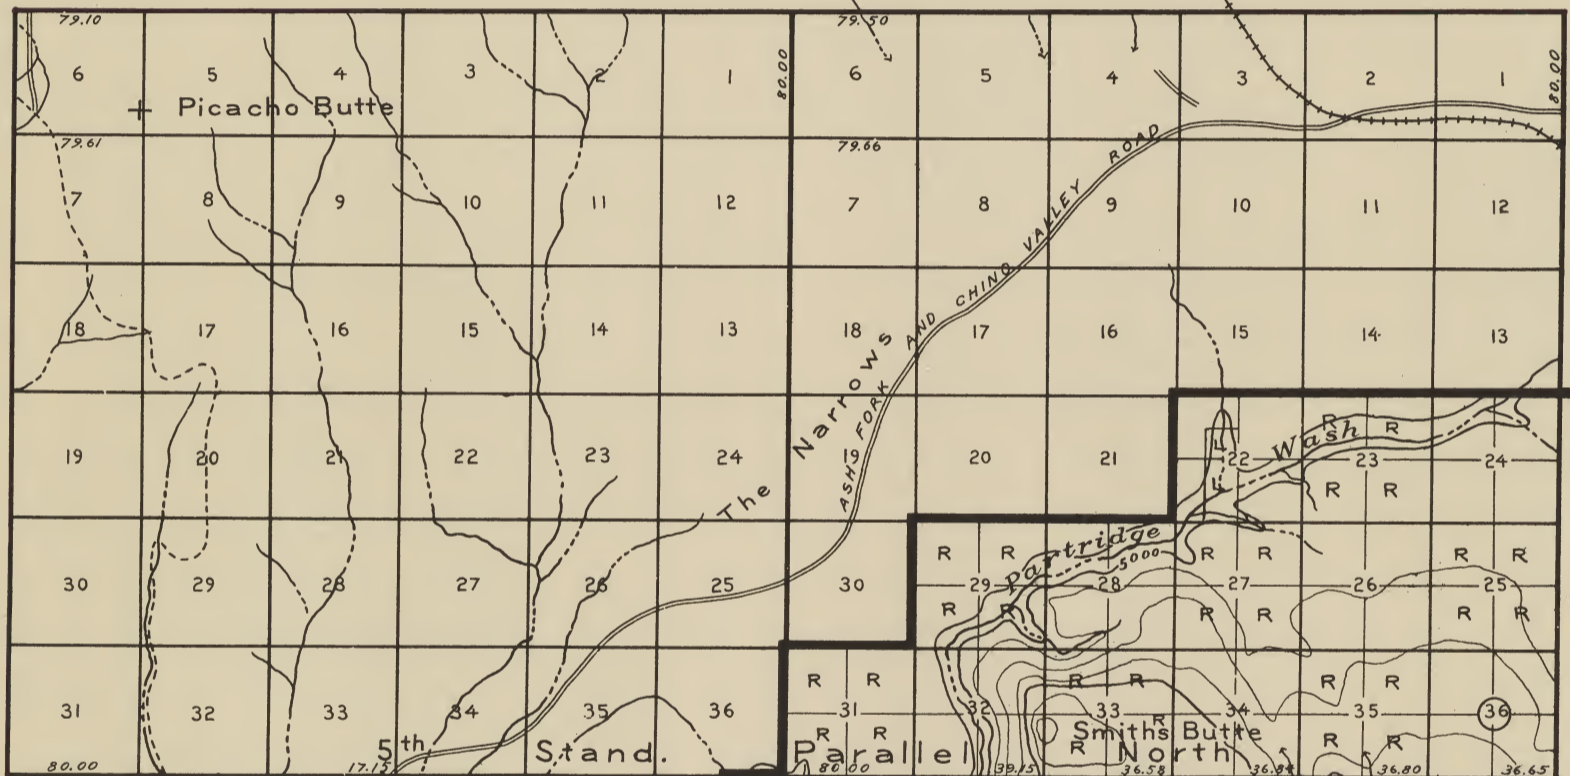 79.10 79.50
6 5 4 3 2 1 80.00 6 5 4 3 2 1 80.00
Picacho Butte
79.61 79.66
7 8 9 10 11 12 7 8 9 10 11 12
18 17 16 15 14 13 18 17 16 15 14 13
ASH FORK AND CHINO VALLEY ROAD
The Narrows
19 20 21 22 23 24 19 20 21 22 23 24
Partridge Wash
R R
L
L R R
R R 5000 R R R R
30 29 28 27 26 25 30 29 28 27 26 25
R R R R R R
R R R R R R
31 32 33 34 35 36 31 32 33 34 35 36
Smiths Butte
R R R R R R
5th Stand. Parallel North
80.00 17.15 80.00 39.15 36.58 36.84 36.80 36.65